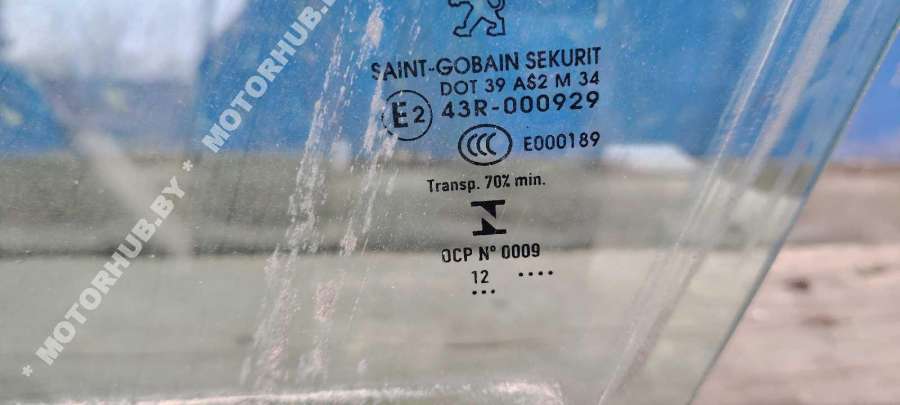 SAINT-GOBAIN SEKURIT
DOT 39 AS2 M 34
E2 43R-000929
CCC E000189
Transp. 70% min.
OCP N° 0009
12 ....
...
* MOTORHUB.BY * MOTORHUB.BY *